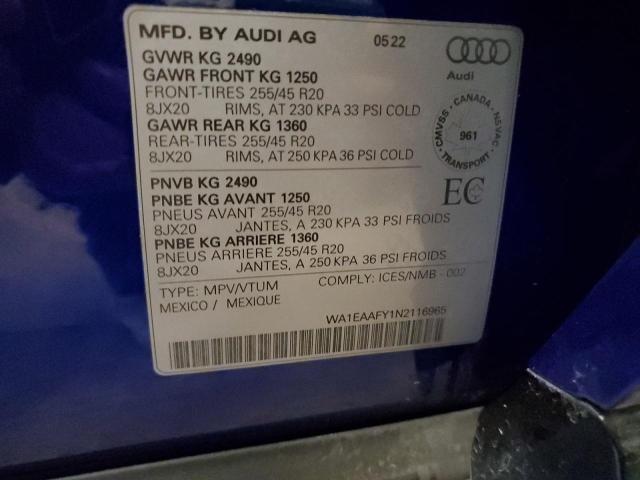 MFD. BY AUDI AG 0522
GVWR KG 2490
GAWR FRONT KG 1250
FRONT-TIRES 255/45 R20
8JX20 RIMS, AT 230 KPA 33 PSI COLD
GAWR REAR KG 1360
REAR-TIRES 255/45 R20
8JX20 RIMS, AT 250 KPA 36 PSI COLD
Audi
CMVSS · CANADA · NSVAC · TRANSPORT ·
961
EC
PNVB KG 2490
PNBE KG AVANT 1250
PNEUS AVANT 255/45 R20
8JX20 JANTES, A 230 KPA 33 PSI FROIDS
PNBE KG ARRIERE 1360
PNEUS ARRIERE 255/45 R20
8JX20 JANTES, A 250 KPA 36 PSI FROIDS
TYPE: MPV/VTUM COMPLY: ICES/NMB - 002
MEXICO / MEXIQUE
WA1EAAFY1N2116965